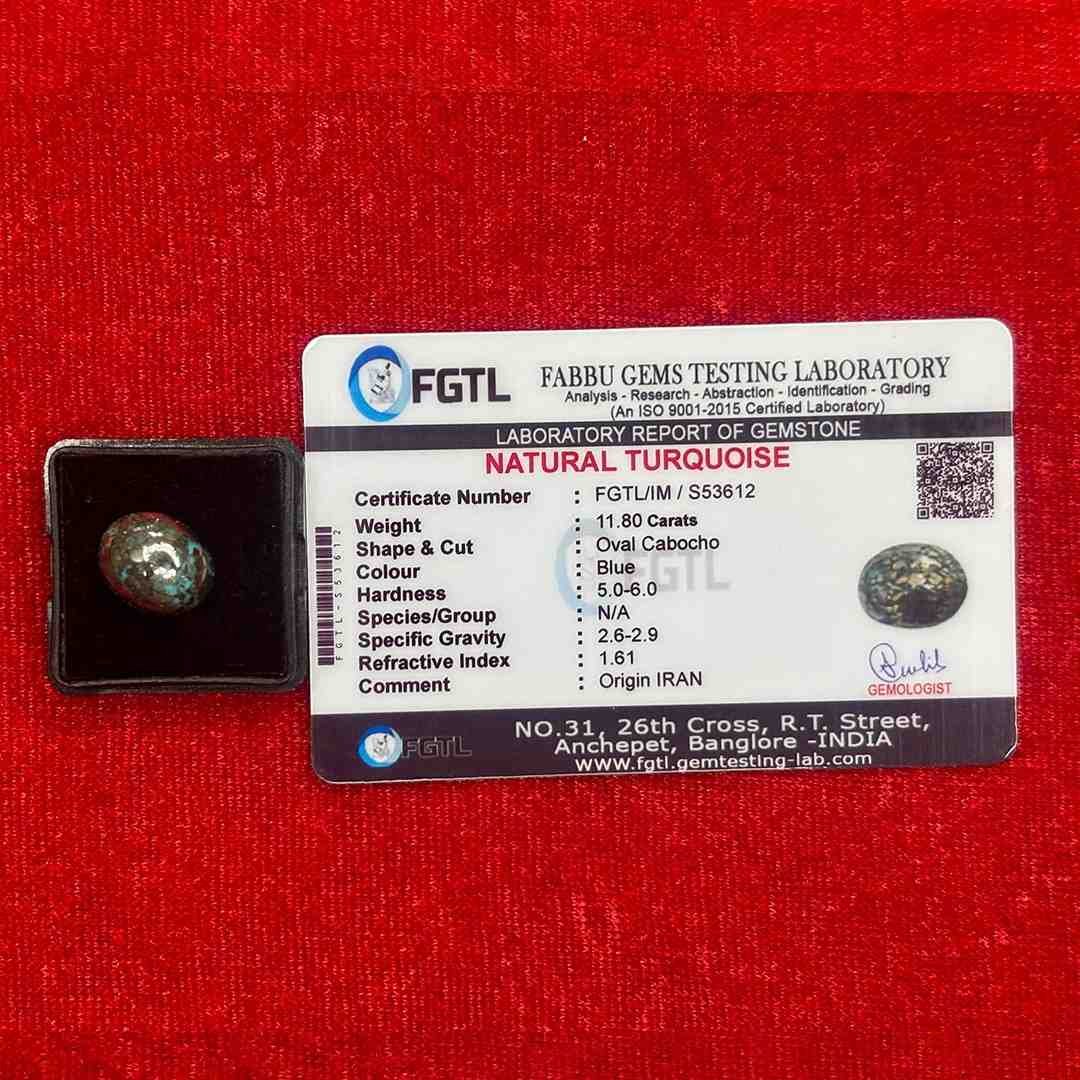 FGTL
FABBU GEMS TESTING LABORATORY
Analysis - Research - Abstraction - Identification - Grading
(An ISO 9001-2015 Certified Laboratory)
LABORATORY REPORT OF GEMSTONE
NATURAL TURQUOISE
Certificate Number : FGTL/IM / S53612
Weight : 11.80 Carats
Shape & Cut : Oval Cabocho
Colour : Blue
Hardness : 5.0-6.0
Species/Group : N/A
Specific Gravity : 2.6-2.9
Refractive Index : 1.61
Comment : Origin IRAN
FGTL-S53612
FGTL
GEMOLOGIST
FGTL
NO.31, 26th Cross, R.T. Street,
Anchepet, Banglore -INDIA
www.fgtl.gemtesting-lab.com